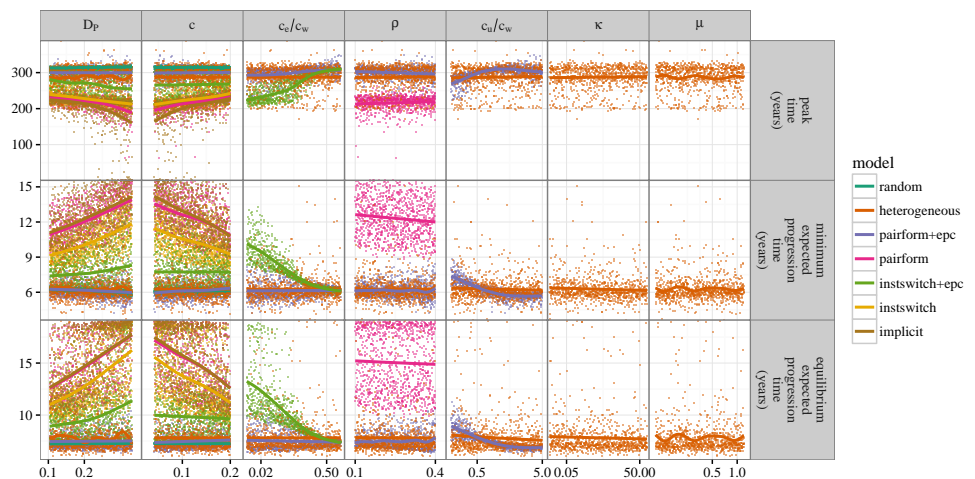 D_P c c_e/c_w ρ c_u/c_w κ μ
300
200
100
peak
time
(years)
15
12
9
6
minimum
expected
progression
time
(years)
15
10
equilibrium
expected
progression
time
(years)
0.1 0.2 0.1 0.2 0.02 0.50 0.1 0.4 0.5 5.0 0.05 50.00 0.5 1.0
model
random
heterogeneous
pairform+epc
pairform
instswitch+epc
instswitch
implicit